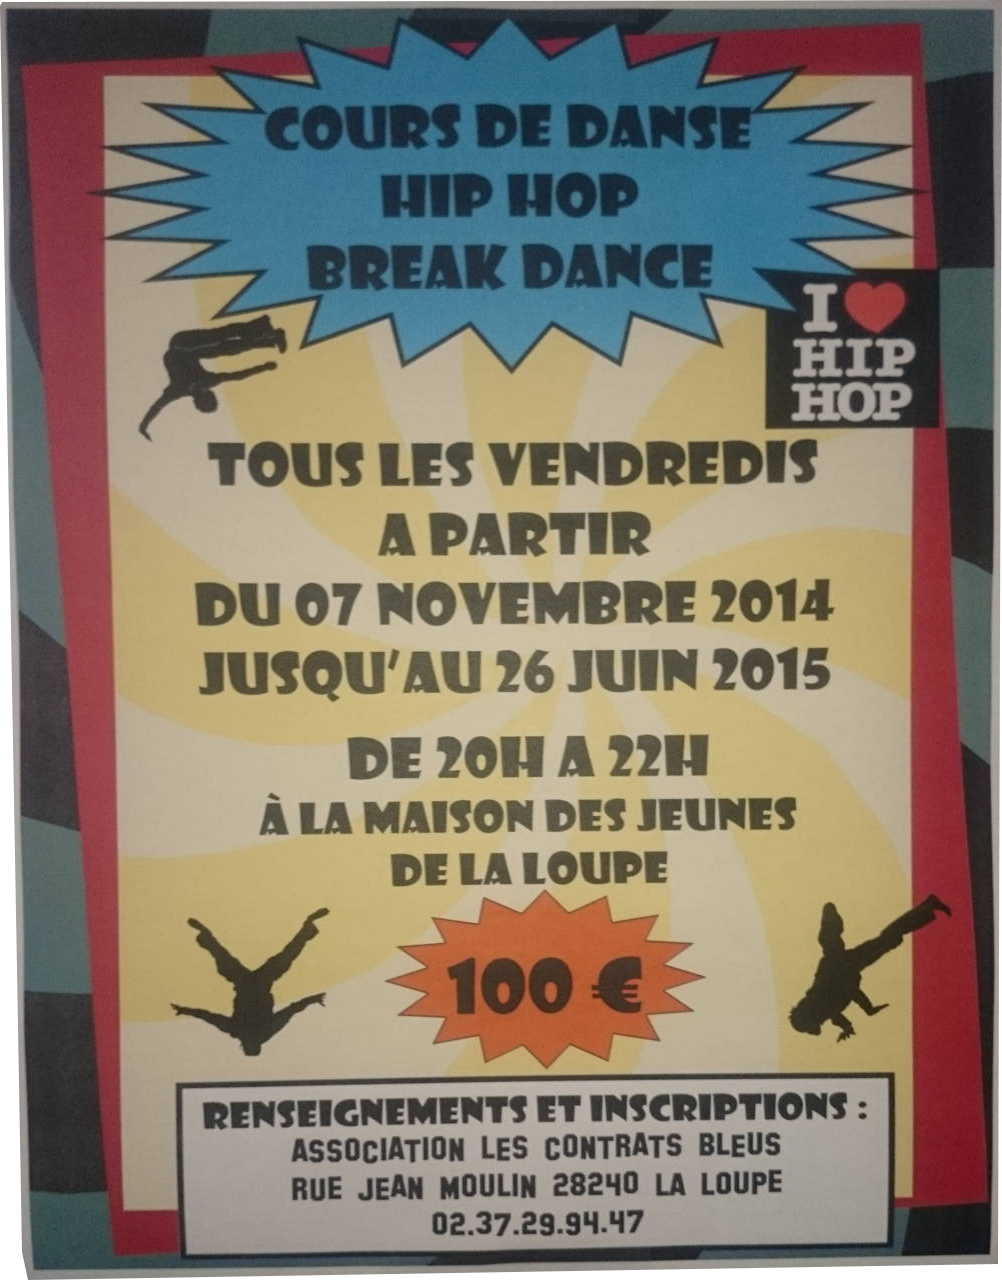 COURS DE DANSE
HIP HOP
BREAK DANCE
I ❤
HIP
HOP
TOUS LES VENDREDIS
A PARTIR
DU 07 NOVEMBRE 2014
JUSQU'AU 26 JUIN 2015
DE 20H A 22H
À LA MAISON DES JEUNES
DE LA LOUPE
100 €
RENSEIGNEMENTS ET INSCRIPTIONS :
ASSOCIATION LES CONTRATS BLEUS
RUE JEAN MOULIN 28240 LA LOUPE
02.37.29.94.47